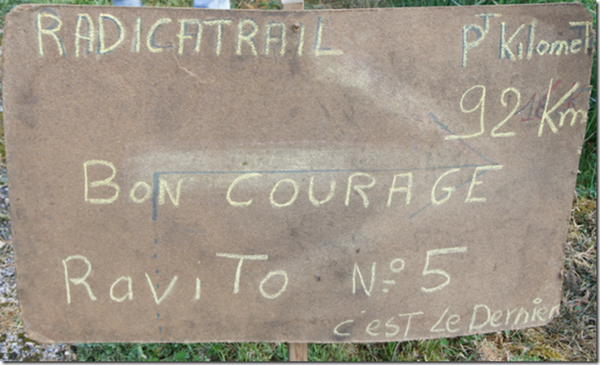 RADICATRAIL
PT Kilomet
92 Km
BON COURAGE
RaviTo N° 5
c'esT Le Dernier